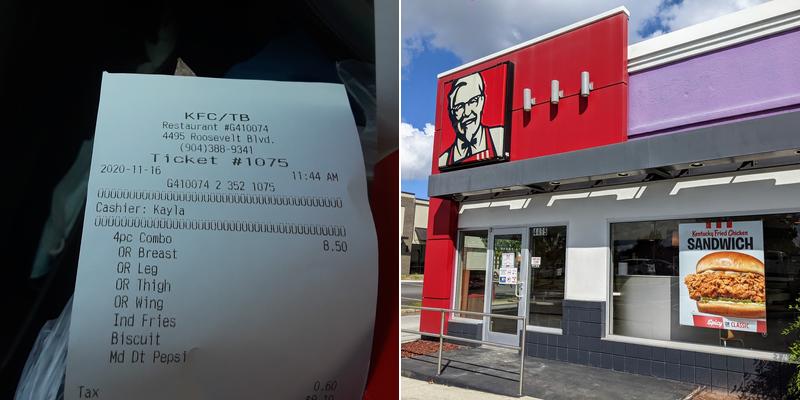 KFC/TB
Restaurant #G410074
4495 Roosevelt Blvd.
(904)388-9341
Ticket #1075
2020-11-16 11:44 AM
G410074 2 352 1075
Cashier: Kayla
4pc Combo 8.50
OR Breast
OR Leg
OR Thigh
OR Wing
Ind Fries
Biscuit
Md Dt Pepsi
Tax 0.60
Kentucky Fried Chicken
SANDWICH
Spicy OR CLASSIC